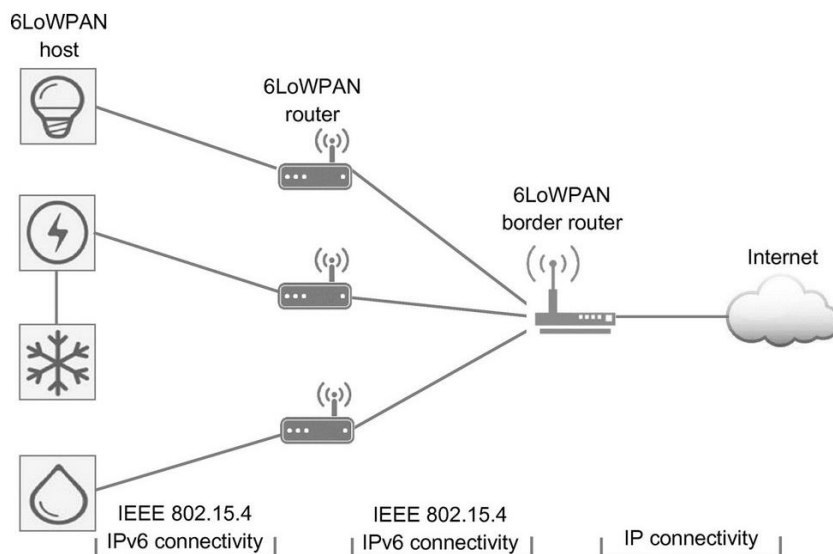 6LoWPAN
host
6LoWPAN
router
6LoWPAN
border router
Internet
IEEE 802.15.4
IPv6 connectivity
IEEE 802.15.4
IPv6 connectivity
IP connectivity